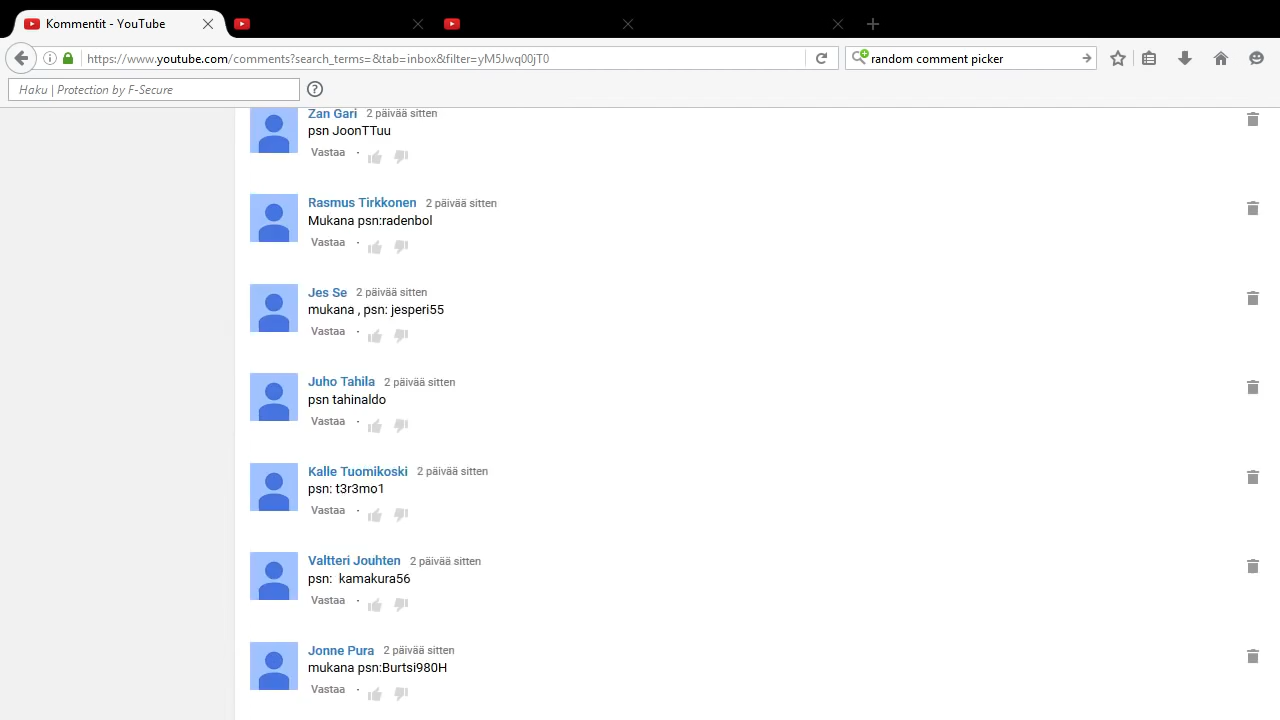 Kommentit - YouTube
https://www.youtube.com/comments?search_terms=&tab=inbox&filter=yM5Jwq00jT0
random comment picker
Haku | Protection by F-Secure
Zan Gari 2 päivää sitten
psn JoonTTuu
Vastaa ·
Rasmus Tirkkonen 2 päivää sitten
Mukana psn:radenbol
Vastaa ·
Jes Se 2 päivää sitten
mukana , psn: jesperi55
Vastaa ·
Juho Tahila 2 päivää sitten
psn tahinaldo
Vastaa ·
Kalle Tuomikoski 2 päivää sitten
psn: t3r3mo1
Vastaa ·
Valtteri Jouhten 2 päivää sitten
psn:  kamakura56
Vastaa ·
Jonne Pura 2 päivää sitten
mukana psn:Burtsi980H
Vastaa ·